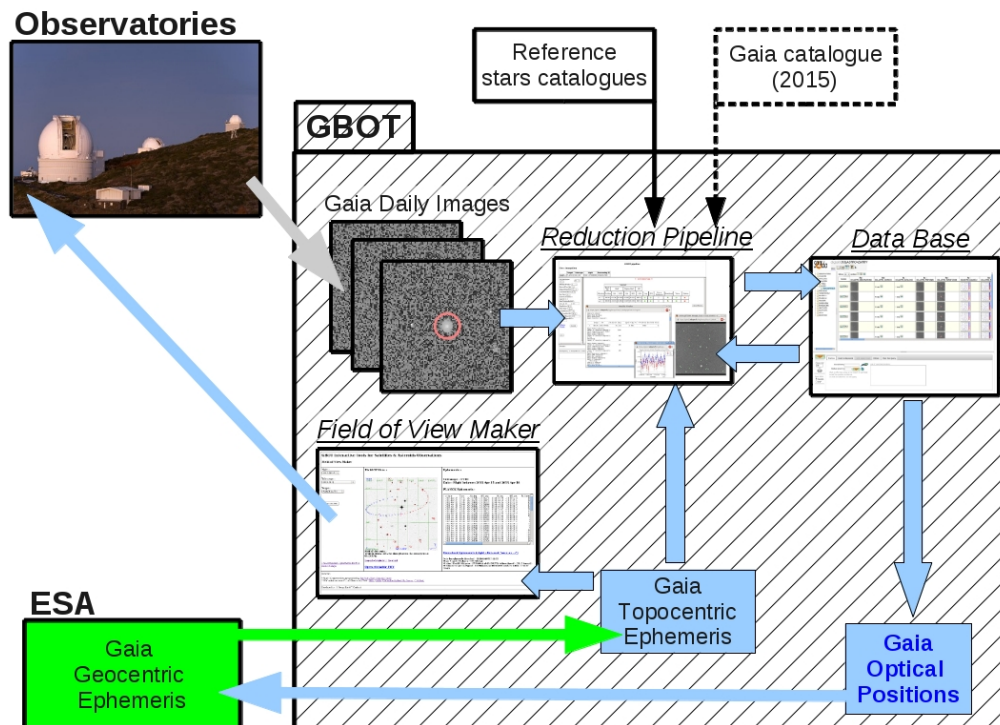 Observatories
Reference
stars catalogues
Gaia catalogue
(2015)
GBOT
Gaia Daily Images
Reduction Pipeline
Data Base
Field of View Maker
Gaia
Topocentric
Ephemeris
ESA
Gaia
Geocentric
Ephemeris
Gaia
Optical
Positions